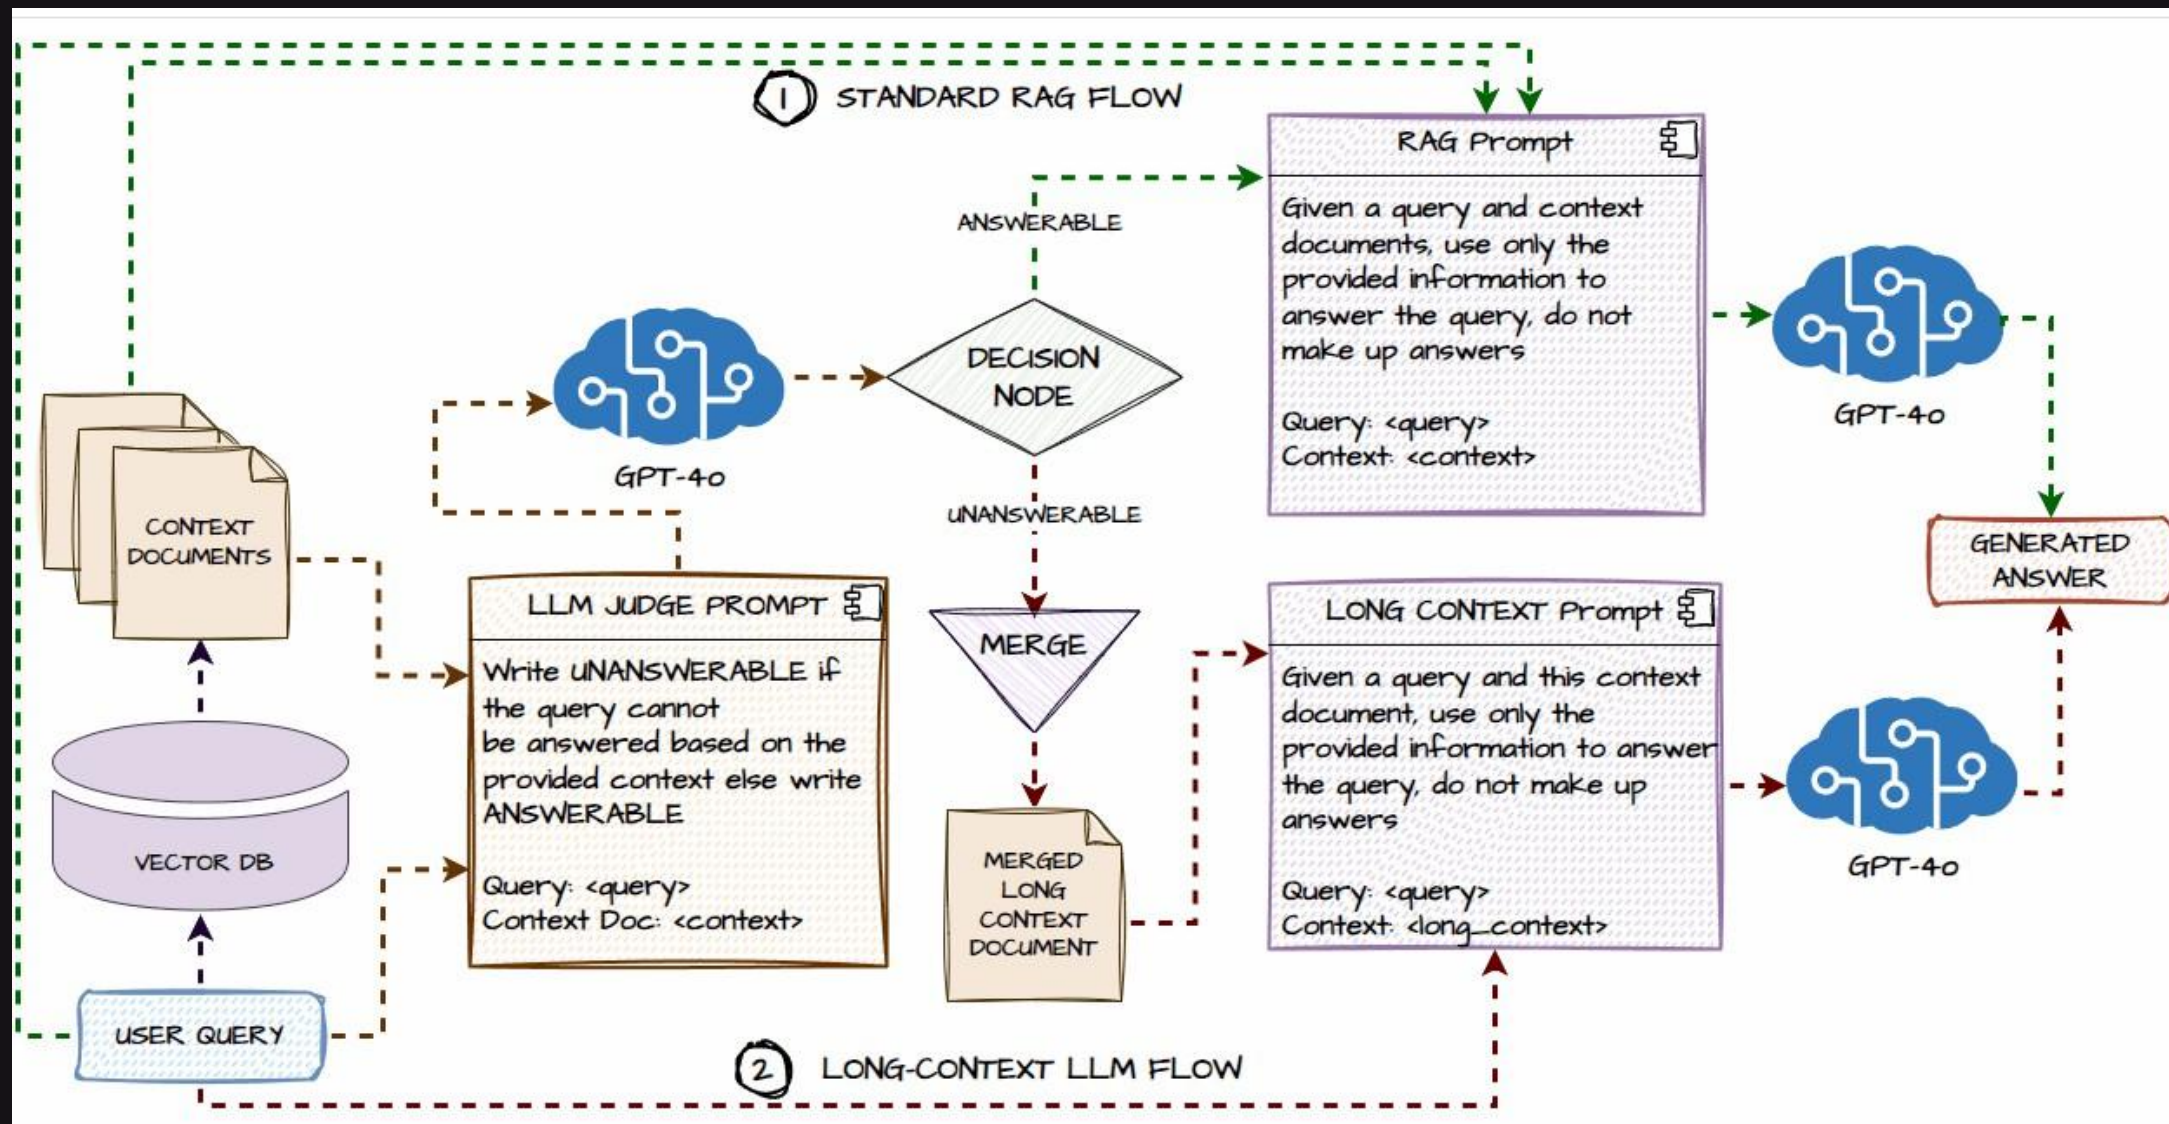 1 STANDARD RAG FLOW
RAG Prompt
Given a query and context
documents, use only the
provided information to
answer the query, do not
make up answers
Query: <query>
Context: <context>
ANSWERABLE
DECISION
NODE
GPT-4o
GPT-4o
UNANSWERABLE
CONTEXT
DOCUMENTS
GENERATED
ANSWER
LLM JUDGE PROMPT
Write UNANSWERABLE if
the query cannot
be answered based on the
provided context else write
ANSWERABLE
Query: <query>
Context Doc: <context>
MERGE
LONG CONTEXT Prompt
Given a query and this context
document, use only the
provided information to answer
the query, do not make up
answers
Query: <query>
Context: <long_context>
GPT-4o
VECTOR DB
MERGED
LONG
CONTEXT
DOCUMENT
USER QUERY
2 LONG-CONTEXT LLM FLOW